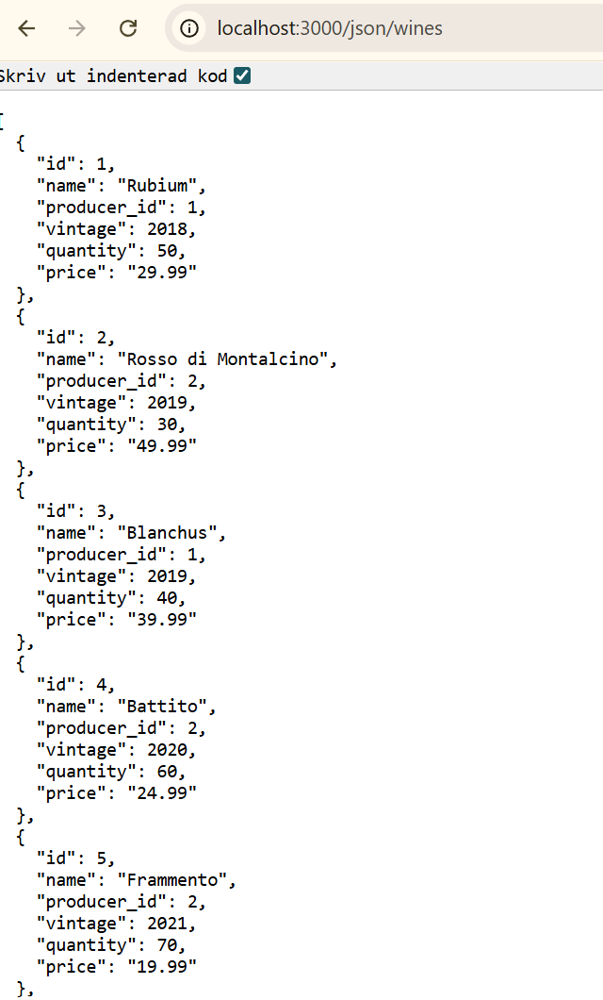 localhost:3000/json/wines
Skriv ut indenterad kod
[
  {
    "id": 1,
    "name": "Rubium",
    "producer_id": 1,
    "vintage": 2018,
    "quantity": 50,
    "price": "29.99"
  },
  {
    "id": 2,
    "name": "Rosso di Montalcino",
    "producer_id": 2,
    "vintage": 2019,
    "quantity": 30,
    "price": "49.99"
  },
  {
    "id": 3,
    "name": "Blanchus",
    "producer_id": 1,
    "vintage": 2019,
    "quantity": 40,
    "price": "39.99"
  },
  {
    "id": 4,
    "name": "Battito",
    "producer_id": 2,
    "vintage": 2020,
    "quantity": 60,
    "price": "24.99"
  },
  {
    "id": 5,
    "name": "Frammento",
    "producer_id": 2,
    "vintage": 2021,
    "quantity": 70,
    "price": "19.99"
  },